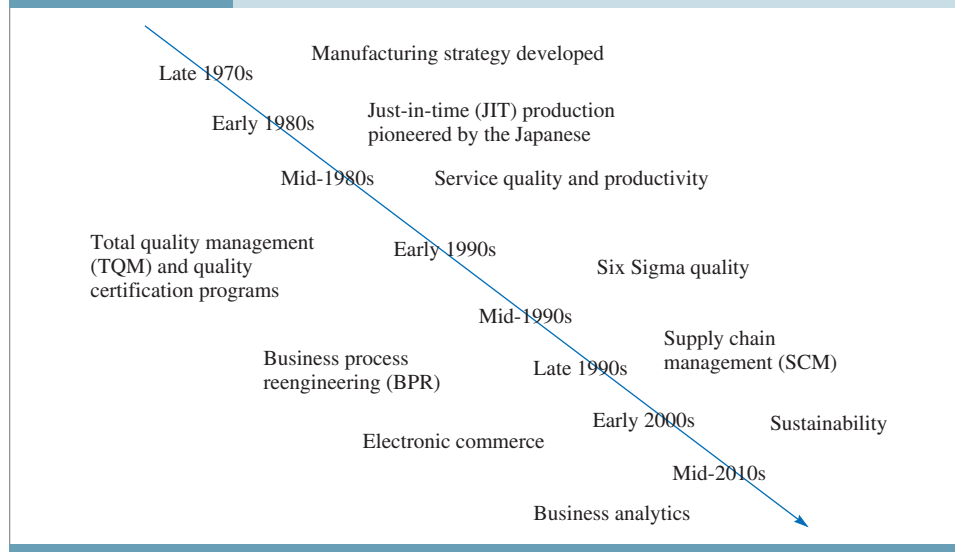 Manufacturing strategy developed
Late 1970s
Just-in-time (JIT) production
pioneered by the Japanese
Early 1980s
Mid-1980s
Service quality and productivity
Total quality management
(TQM) and quality
certification programs
Early 1990s
Six Sigma quality
Mid-1990s
Supply chain
management (SCM)
Business process
reengineering (BPR)
Late 1990s
Early 2000s
Sustainability
Electronic commerce
Mid-2010s
Business analytics